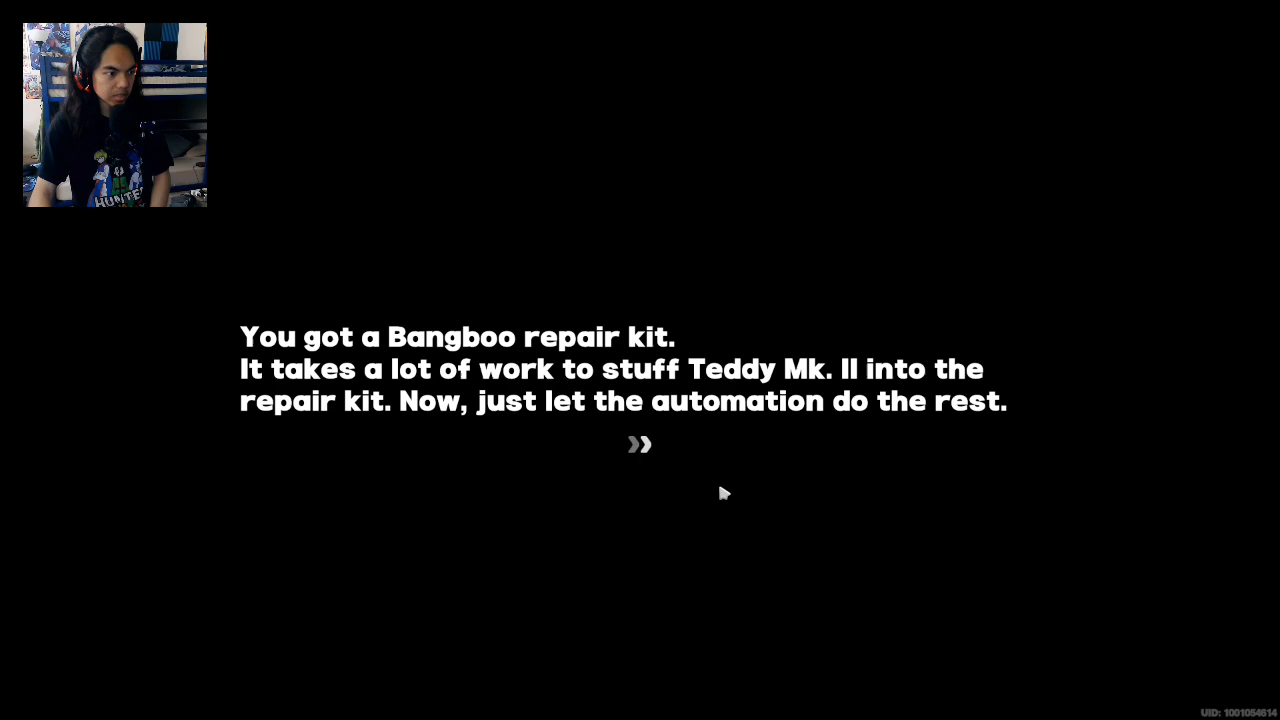 HUNTER
You got a Bangboo repair kit.
It takes a lot of work to stuff Teddy Mk. II into the
repair kit. Now, just let the automation do the rest.
UID: 1001054614